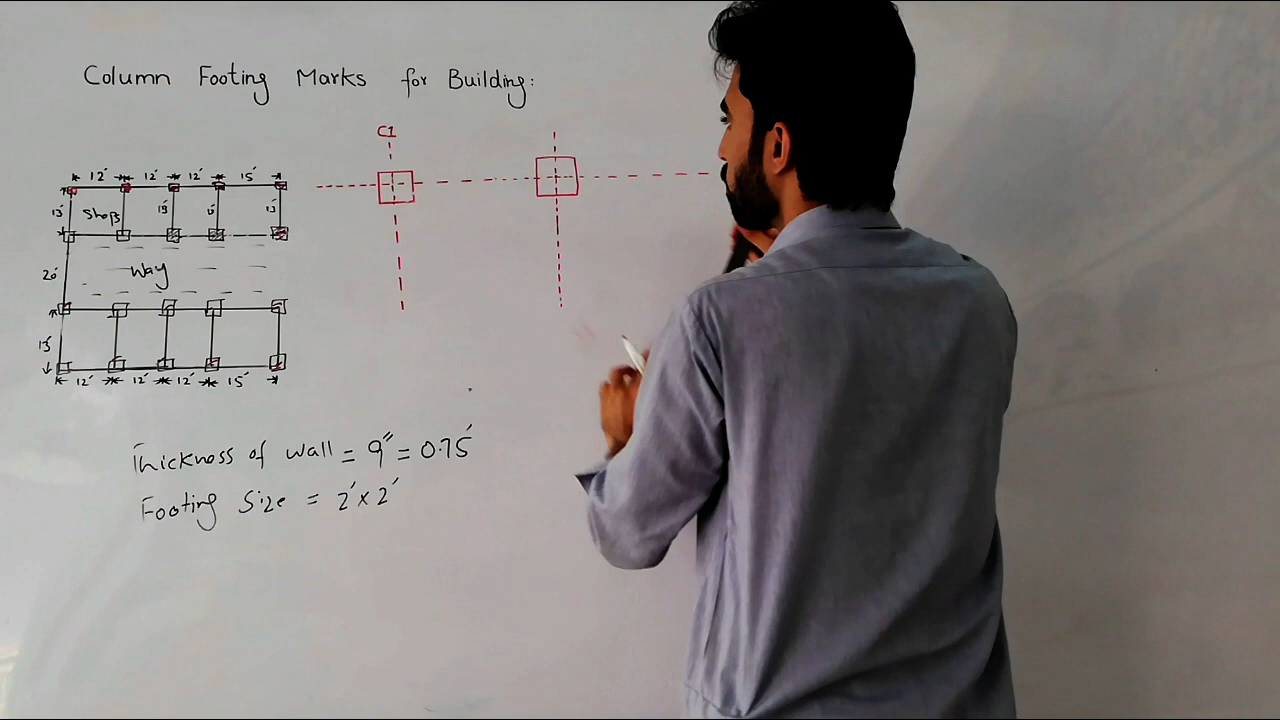 Column Footing Marks for Building:
C1
12' 12' 12' 15'
13' Shops 13' 13' 13'
20' Way
13'
12' 12' 12' 15'
Thickness of wall = 9" = 0.75'
Footing Size = 2' x 2'